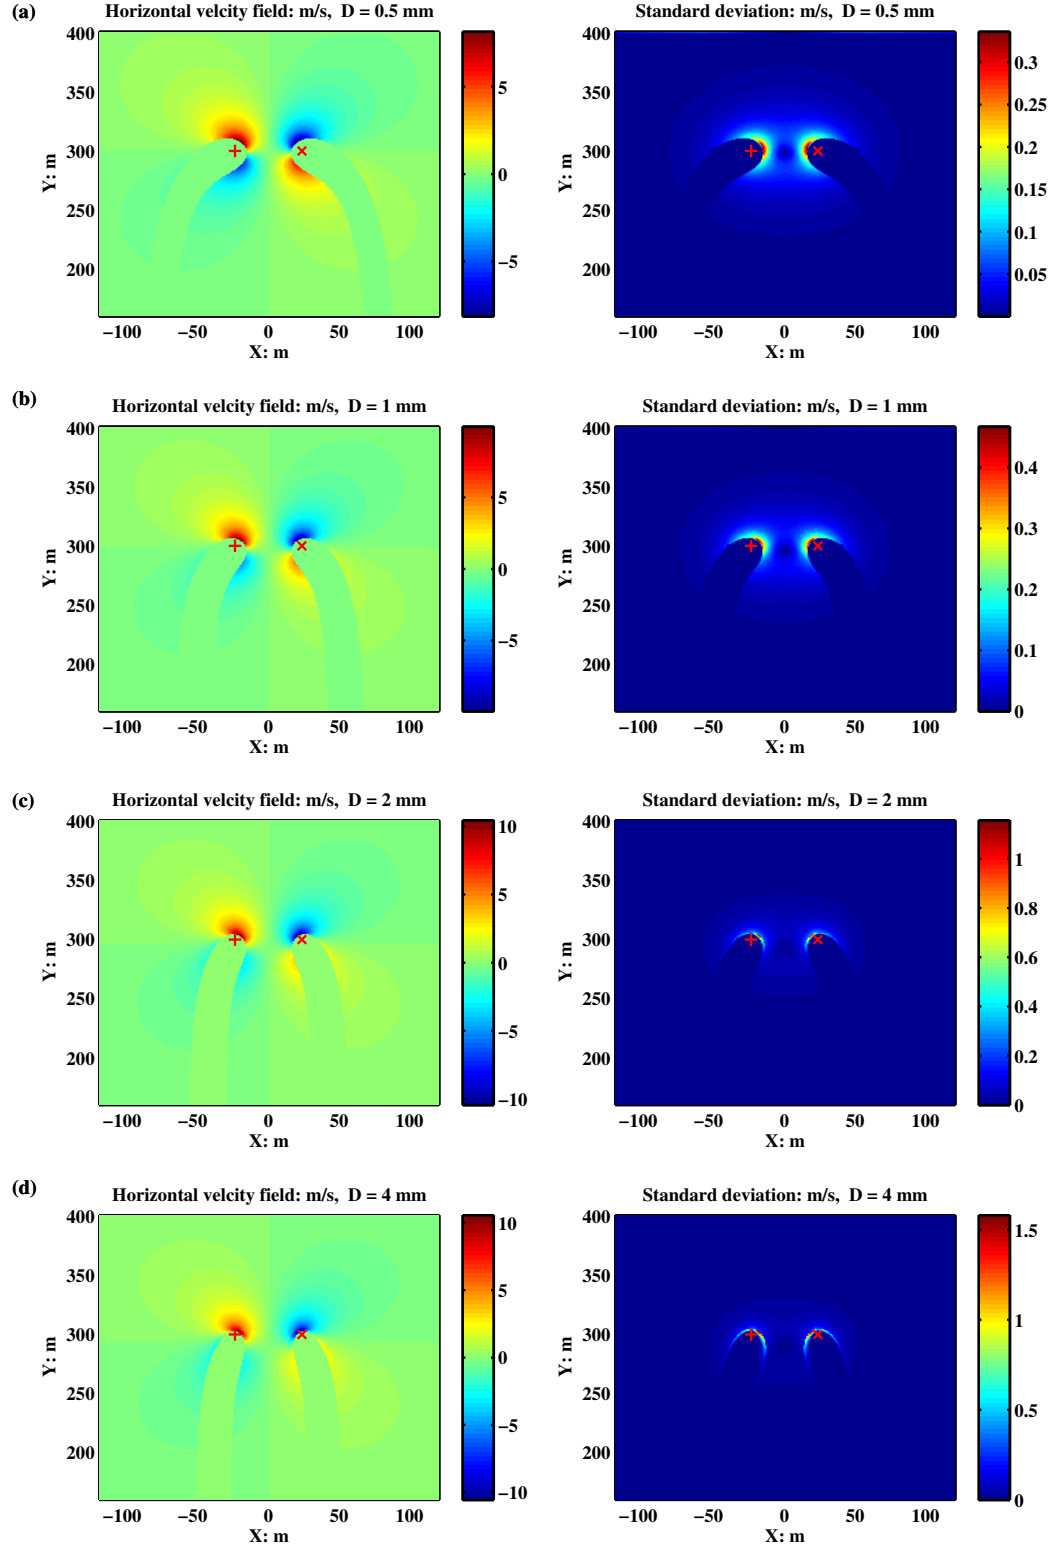 (a)
Horizontal velcity field: m/s, D = 0.5 mm
Standard deviation: m/s, D = 0.5 mm
400
350
300
250
200
Y: m
−100 −50 0 50 100
X: m
5
0
−5
400
350
300
250
200
Y: m
−100 −50 0 50 100
X: m
0.3
0.25
0.2
0.15
0.1
0.05
(b)
Horizontal velcity field: m/s, D = 1 mm
Standard deviation: m/s, D = 1 mm
400
350
300
250
200
Y: m
−100 −50 0 50 100
X: m
5
0
−5
400
350
300
250
200
Y: m
−100 −50 0 50 100
X: m
0.4
0.3
0.2
0.1
0
(c)
Horizontal velcity field: m/s, D = 2 mm
Standard deviation: m/s, D = 2 mm
400
350
300
250
200
Y: m
−100 −50 0 50 100
X: m
10
5
0
−5
−10
400
350
300
250
200
Y: m
−100 −50 0 50 100
X: m
1
0.8
0.6
0.4
0.2
0
(d)
Horizontal velcity field: m/s, D = 4 mm
Standard deviation: m/s, D = 4 mm
400
350
300
250
200
Y: m
−100 −50 0 50 100
X: m
10
5
0
−5
−10
400
350
300
250
200
Y: m
−100 −50 0 50 100
X: m
1.5
1
0.5
0